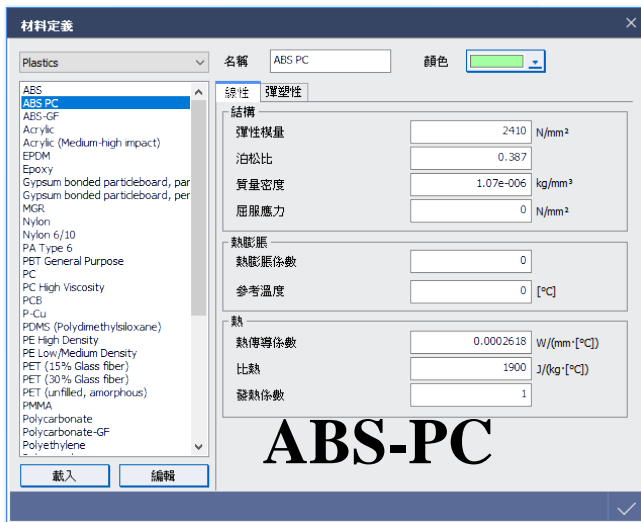 材料定義
Plastics
名稱 ABS PC 顏色
ABS
ABS PC
ABS-GF
Acrylic
Acrylic (Medium-high impact)
EPDM
Epoxy
Gypsum bonded particleboard, par
Gypsum bonded particleboard, per
MGR
Nylon
Nylon 6/10
PA Type 6
PBT General Purpose
PC
PC High Viscosity
PCB
P-Cu
PDMS (Polydimethylsiloxane)
PE High Density
PE Low/Medium Density
PET (15% Glass fiber)
PET (30% Glass fiber)
PET (unfilled, amorphous)
PMMA
Polycarbonate
Polycarbonate-GF
Polyethylene
載入 編輯
線性 彈塑性
結構
彈性模量 2410 N/mm²
泊松比 0.387
質量密度 1.07e-006 kg/mm³
屈服應力 0 N/mm²
熱膨脹
熱膨脹係數 0
參考溫度 0 [°C]
熱
熱傳導係數 0.0002618 W/(mm·[°C])
比熱 1900 J/(kg·[°C])
發熱係數 1
ABS-PC